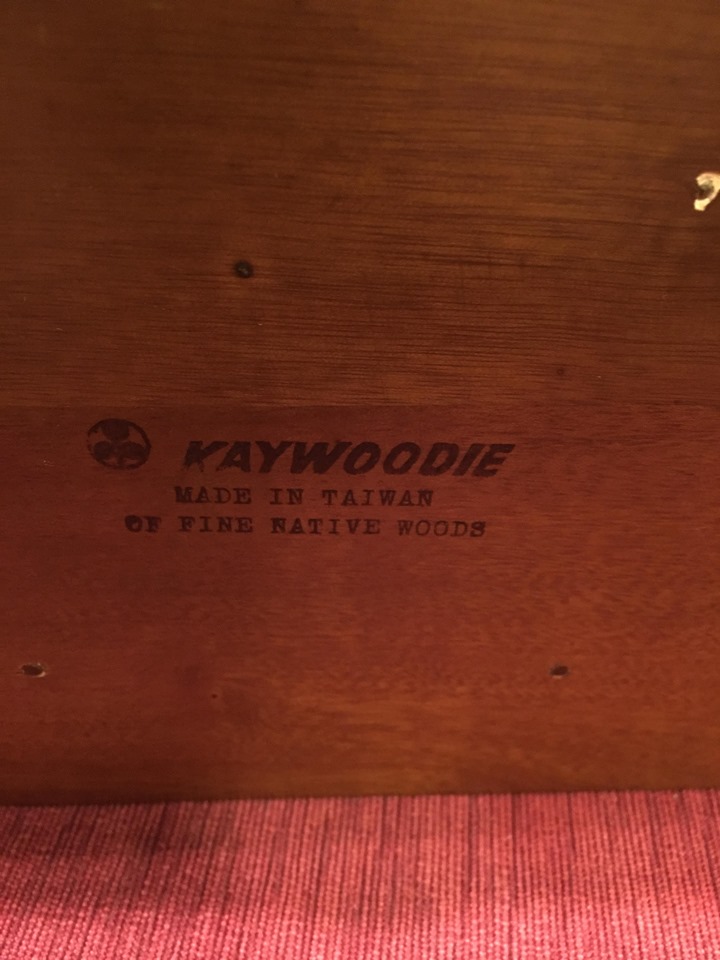 KAYWOODIE
MADE IN TAIWAN
OF FINE NATIVE WOODS